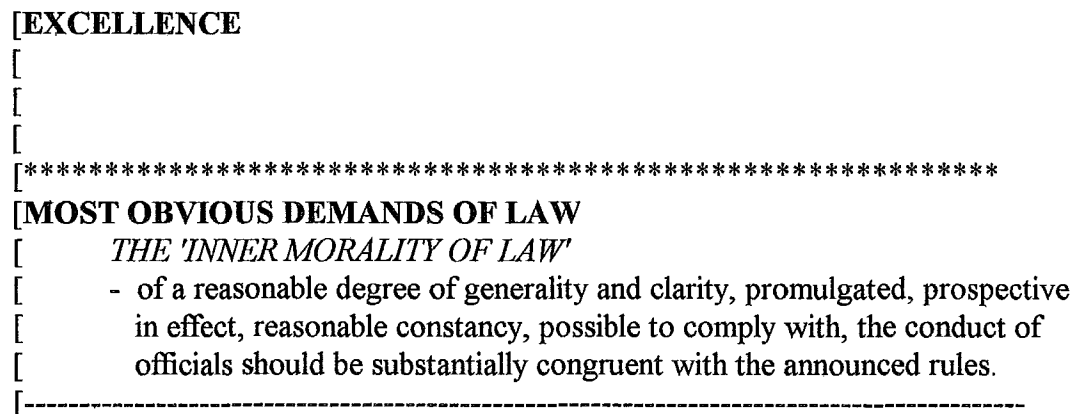 [EXCELLENCE
[
[
[
[************************************************************
[MOST OBVIOUS DEMANDS OF LAW
[ THE 'INNER MORALITY OF LAW'
[ - of a reasonable degree of generality and clarity, promulgated, prospective
[ in effect, reasonable constancy, possible to comply with, the conduct of
[ officials should be substantially congruent with the announced rules.
[--------------------------------------------------------------------------------